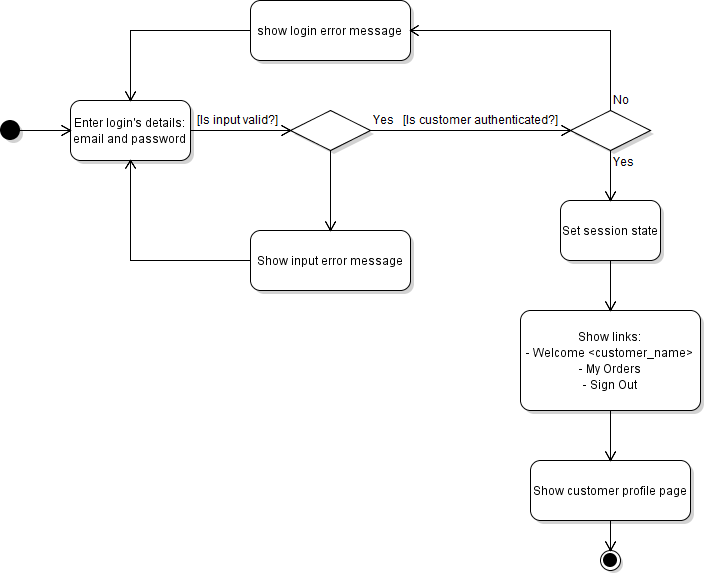 show login error message
No
Enter login's details:
email and password
[Is input valid?]
Yes
[Is customer authenticated?]
Yes
Set session state
Show input error message
Show links:
- Welcome <customer_name>
- My Orders
- Sign Out
Show customer profile page